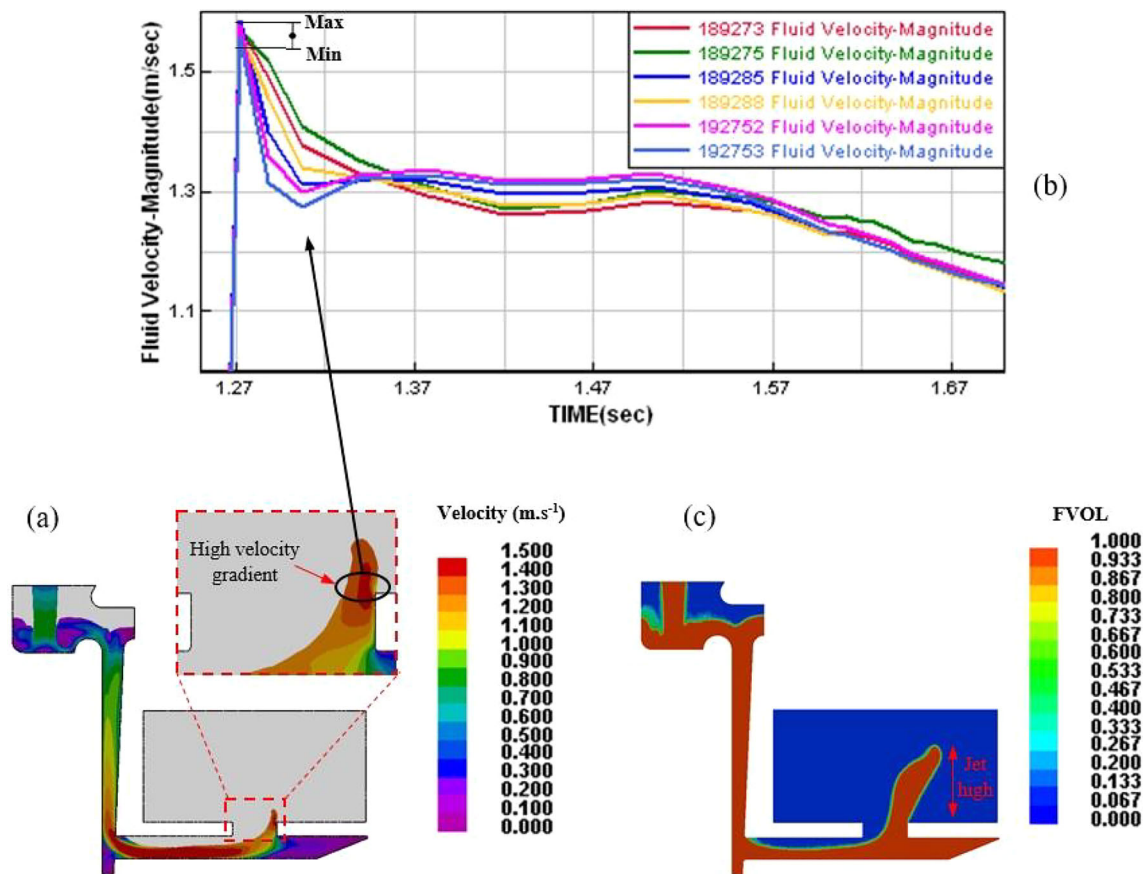 Max
Min
189273 Fluid Velocity-Magnitude
189275 Fluid Velocity-Magnitude
189285 Fluid Velocity-Magnitude
189288 Fluid Velocity-Magnitude
192752 Fluid Velocity-Magnitude
192753 Fluid Velocity-Magnitude
Fluid Velocity-Magnitude(m/sec)
1.5
1.3
1.1
1.27
1.37
1.47
1.57
1.67
TIME(sec)
(b)
(a)
High velocity
gradient
Velocity (m.s⁻¹)
1.500
1.400
1.300
1.200
1.100
1.000
0.900
0.800
0.700
0.600
0.500
0.400
0.300
0.200
0.100
0.000
(c)
FVOL
1.000
0.933
0.867
0.800
0.733
0.667
0.600
0.533
0.467
0.400
0.333
0.267
0.200
0.133
0.067
0.000
Jet
high